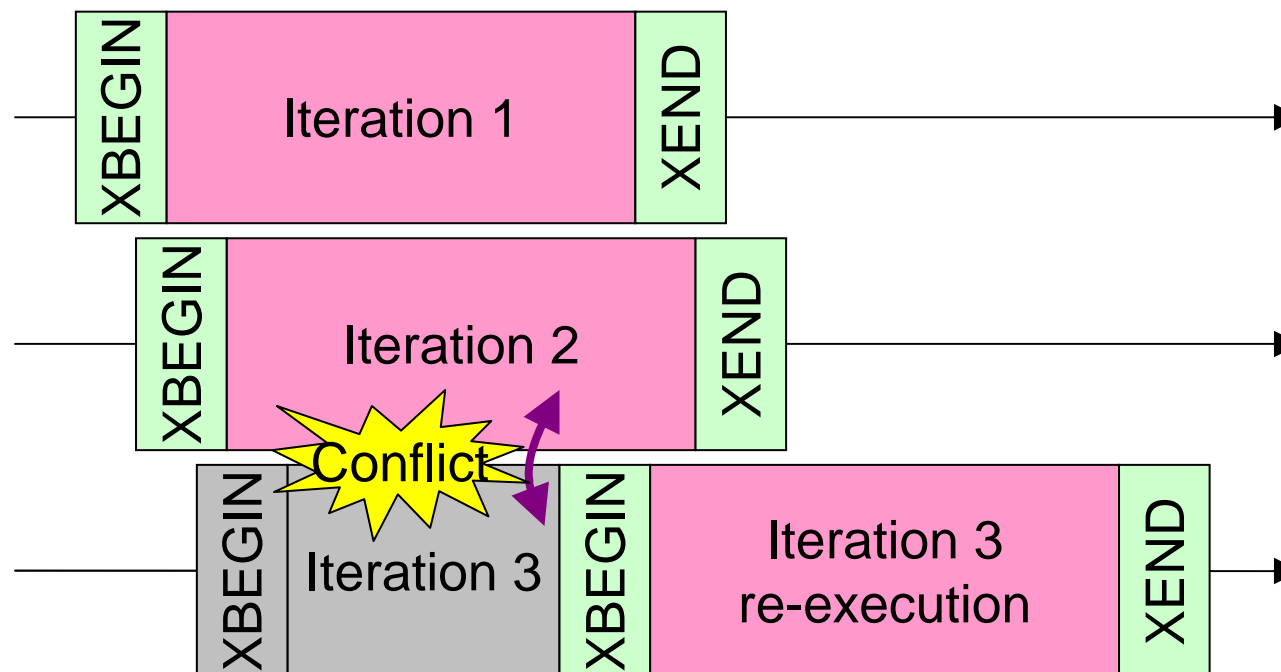 XBEGIN
Iteration 1
XEND
XBEGIN
Iteration 2
XEND
Conflict
XBEGIN
Iteration 3
XBEGIN
Iteration 3
re-execution
XEND